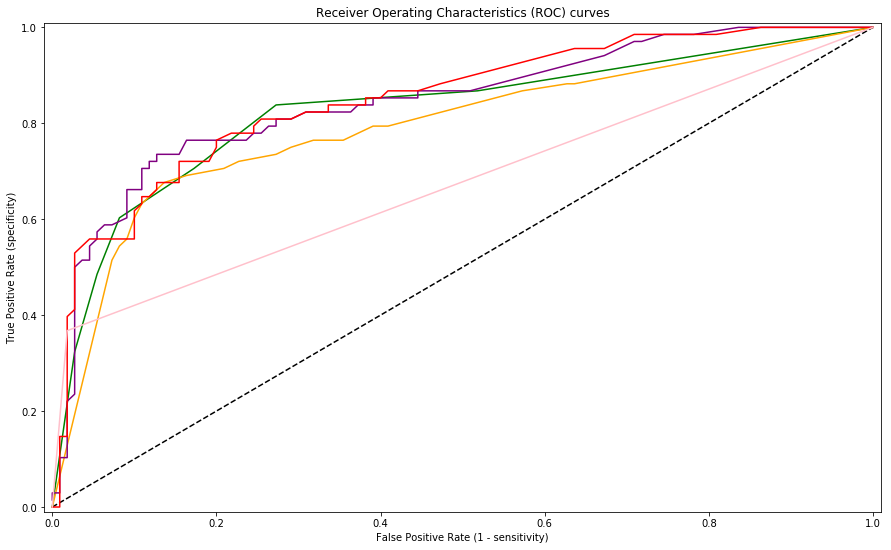 Receiver Operating Characteristics (ROC) curves
1.0
0.8
0.6
0.4
0.2
0.0
True Positive Rate (specificity)
0.0 0.2 0.4 0.6 0.8 1.0
False Positive Rate (1 - sensitivity)